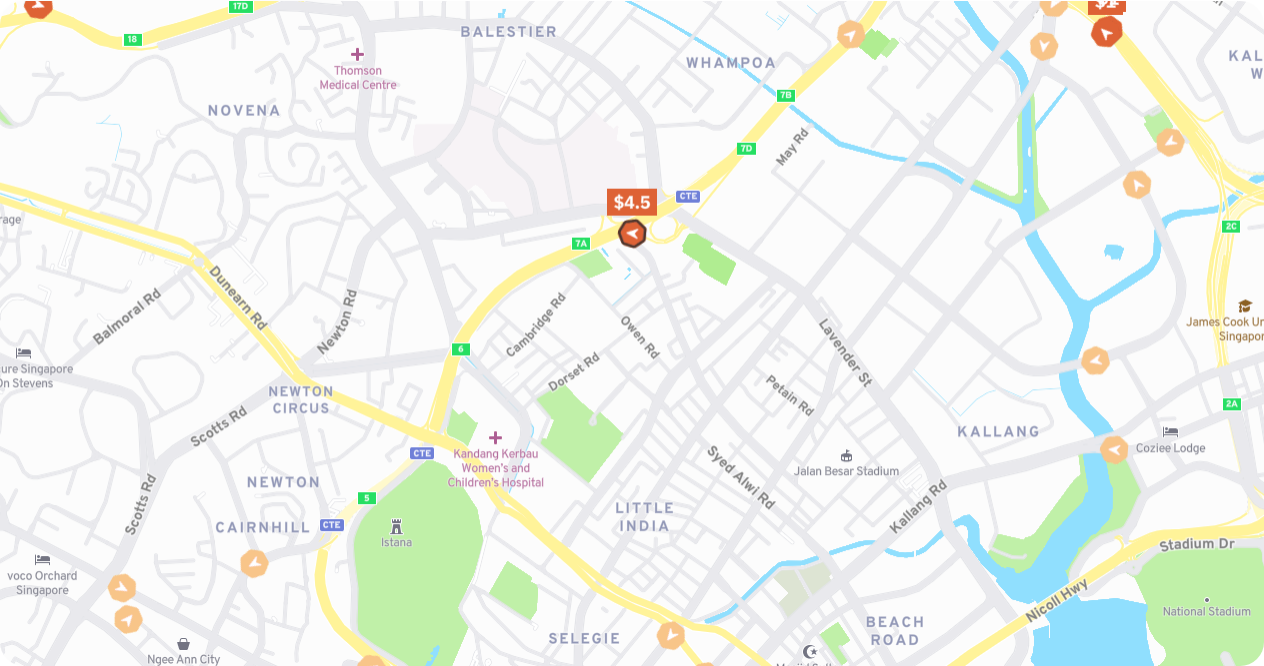 17D
$1
18
BALESTIER
Thomson
Medical Centre
WHAMPOA
KAL
W
7B
NOVENA
7D
May Rd
CTE
$4.5
rage
7A
2C
Dunearn Rd
Balmoral Rd
Newton Rd
Cambridge Rd
Owen Rd
Lavender St
James Cook Un
Singapor
6
ure Singapore
On Stevens
Dorset Rd
Petain Rd
NEWTON
CIRCUS
2A
Scotts Rd
KALLANG
Coziee Lodge
CTE
Kandang Kerbau
Women's and
Children's Hospital
Jalan Besar Stadium
Syed Alwi Rd
NEWTON
5
Scotts Rd
Kallang Rd
LITTLE
INDIA
CAIRNHILL
CTE
Istana
Stadium Dr
voco Orchard
Singapore
Nicoll Hwy
National Stadium
BEACH
ROAD
SELEGIE
Ngee Ann City